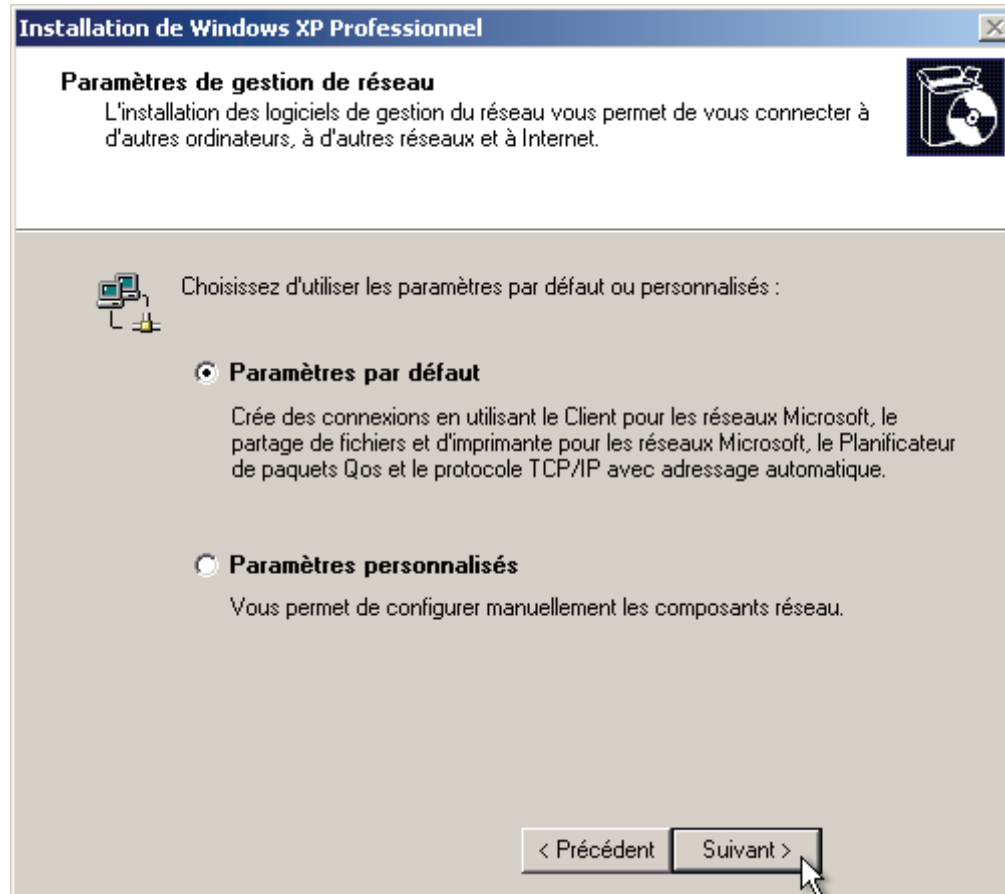 Installation de Windows XP Professionnel
Paramètres de gestion de réseau
L'installation des logiciels de gestion du réseau vous permet de vous connecter à
d'autres ordinateurs, à d'autres réseaux et à Internet.
Choisissez d'utiliser les paramètres par défaut ou personnalisés :
Paramètres par défaut
Crée des connexions en utilisant le Client pour les réseaux Microsoft, le
partage de fichiers et d'imprimante pour les réseaux Microsoft, le Planificateur
de paquets Qos et le protocole TCP/IP avec adressage automatique.
Paramètres personnalisés
Vous permet de configurer manuellement les composants réseau.
< Précédent
Suivant >